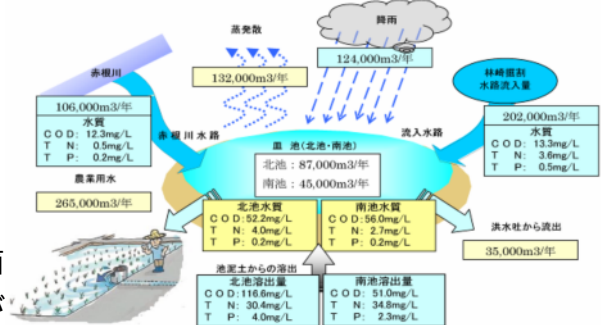 降雨
124,000m3/年
蒸発散
132,000m3/年
赤根川
106,000m3/年
水質
COD: 12.3mg/L
T N: 0.5mg/L
T P: 0.2mg/L
赤根川水路
林崎掘割
水路流入量
202,000m3/年
水質
COD: 13.3mg/L
T N: 3.6mg/L
T P: 0.5mg/L
流入水路
皿 池(北池・南池)
北池:87,000m3/年
南池:45,000m3/年
農業用水
265,000m3/年
北池水質
COD:52.2mg/L
T N: 4.0mg/L
T P: 0.2mg/L
南池水質
COD:56.0mg/L
T N: 2.7mg/L
T P: 0.2mg/L
洪水吐から流出
35,000m3/年
池泥土からの溶出
北池溶出量
COD:116.6mg/L
T N: 30.4mg/L
T P: 4.0mg/L
南池溶出量
COD: 51.0mg/L
T N: 34.8mg/L
T P: 2.3mg/L